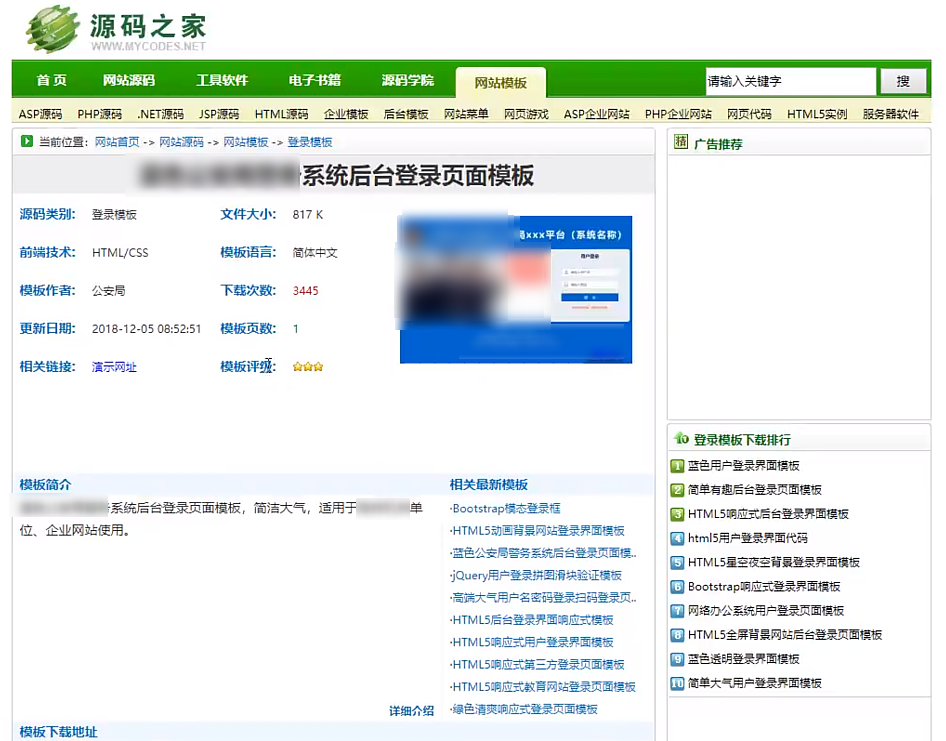 源码之家
WWW.MYCODES.NET
首 页 网站源码 工具软件 电子书籍 源码学院 网站模板 请输入关键字 搜
ASP源码 PHP源码 .NET源码 JSP源码 HTML源码 企业模板 后台模板 网站菜单 网页游戏 ASP企业网站 PHP企业网站 网页代码 HTML5实例 服务器软件
当前位置: 网站首页 -> 网站源码 -> 网站模板 -> 登录模板
系统后台登录页面模板
源码类别: 登录模板 文件大小: 817 K
前端技术: HTML/CSS 模板语言: 简体中文
模板作者: 公安局 下载次数: 3445
更新日期: 2018-12-05 08:52:51 模板页数: 1
相关链接: 演示网址 模板评级:
局xxx平台（系统名称）
用户登录
模板简介
系统后台登录页面模板，简洁大气，适用于 单
位、企业网站使用。
详细介绍
模板下载地址
相关最新模板
·Bootstrap模态登录框
·HTML5动画背景网站登录界面模板
·蓝色公安局警务系统后台登录页面模..
·jQuery用户登录拼图滑块验证模板
·高端大气用户名密码登录扫码登录页..
·HTML5后台登录界面响应式模板
·HTML5响应式用户登录界面模板
·HTML5响应式第三方登录页面模板
·HTML5响应式教育网站登录页面模板
·绿色清爽响应式登录页面模板
精 广告推荐
登录模板下载排行
1 蓝色用户登录界面模板
2 简单有趣后台登录页面模板
3 HTML5响应式后台登录界面模板
4 html5用户登录界面代码
5 HTML5星空夜空背景登录界面模板
6 Bootstrap响应式登录界面模板
7 网络办公系统用户登录页面模板
8 HTML5全屏背景网站后台登录页面模板
9 蓝色透明登录界面模板
10 简单大气用户登录界面模板